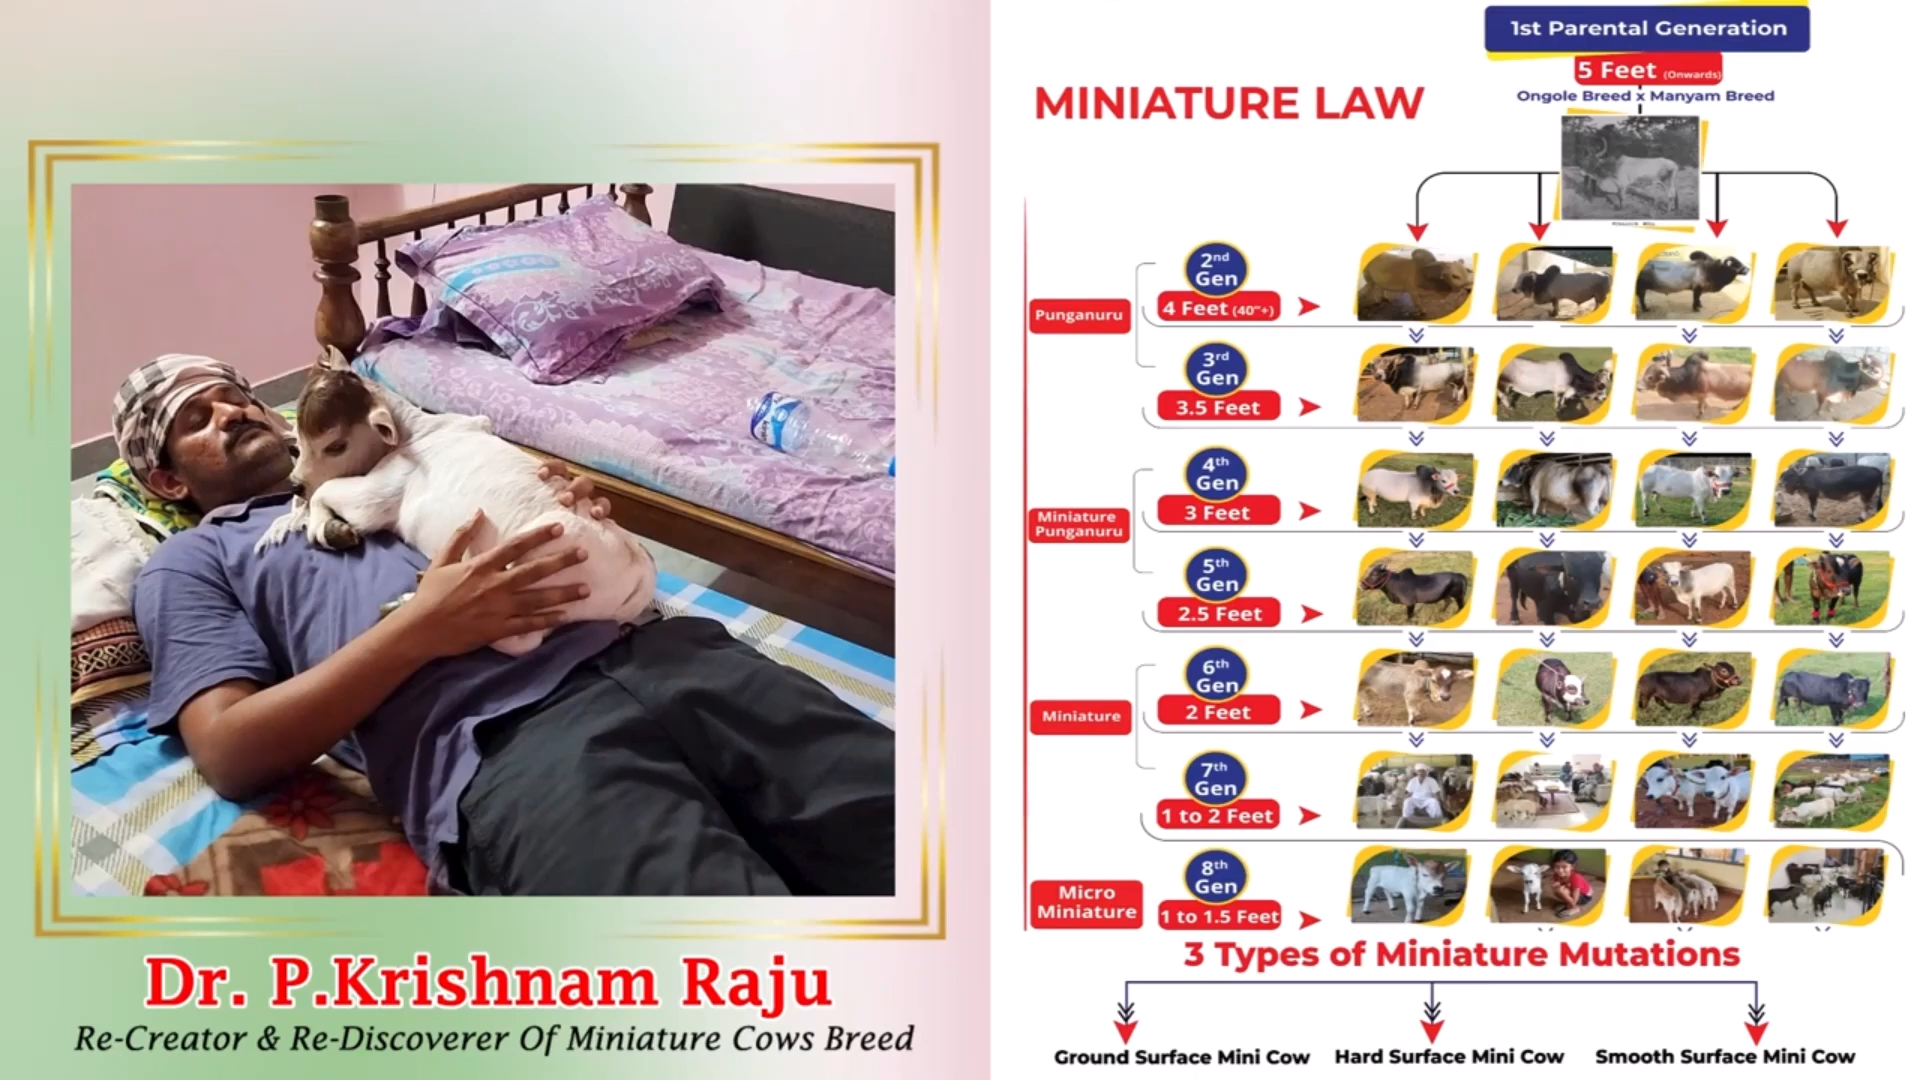 Dr. P.Krishnam Raju
Re-Creator & Re-Discoverer Of Miniature Cows Breed
MINIATURE LAW
1st Parental Generation
5 Feet (Onwards)
Ongole Breed x Manyam Breed
Punganuru
2nd
Gen
4 Feet (40"+)
3rd
Gen
3.5 Feet
Miniature
Punganuru
4th
Gen
3 Feet
5th
Gen
2.5 Feet
Miniature
6th
Gen
2 Feet
7th
Gen
1 to 2 Feet
Micro
Miniature
8th
Gen
1 to 1.5 Feet
3 Types of Miniature Mutations
Ground Surface Mini Cow
Hard Surface Mini Cow
Smooth Surface Mini Cow